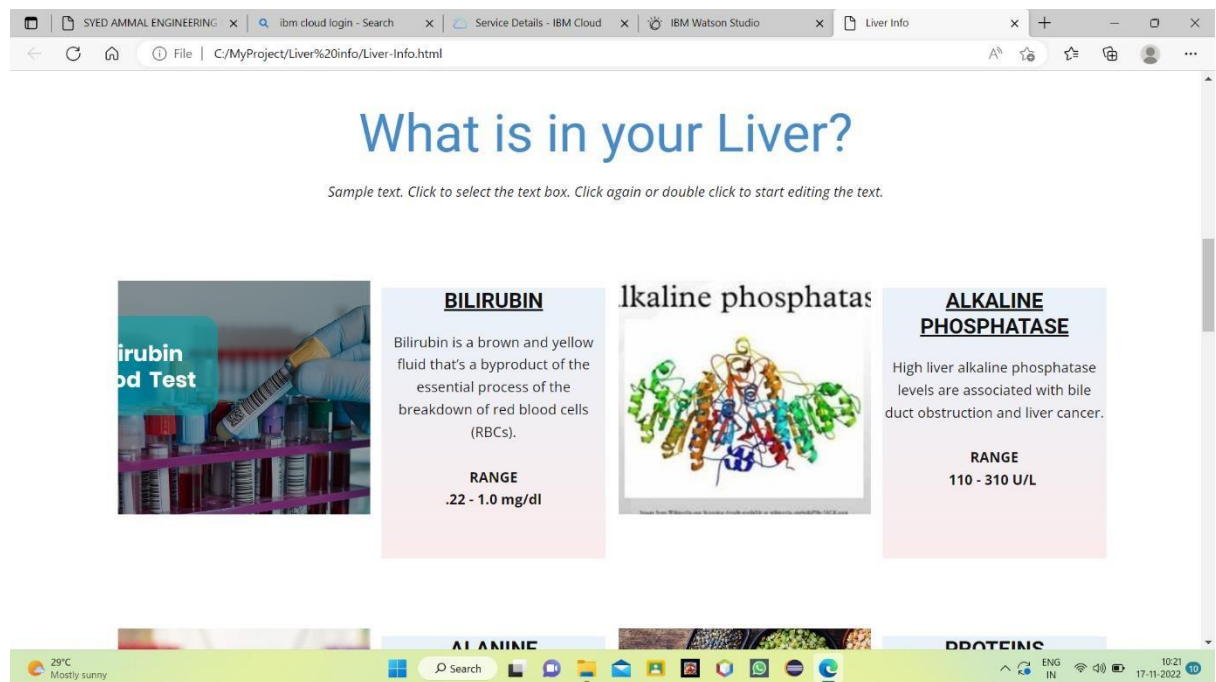 SYED AMMAL ENGINEERING
ibm cloud login - Search
Service Details - IBM Cloud
IBM Watson Studio
Liver Info
File | C:/MyProject/Liver%20info/Liver-Info.html
What is in your Liver?
Sample text. Click to select the text box. Click again or double click to start editing the text.
irubin
od Test
BILIRUBIN
Bilirubin is a brown and yellow
fluid that's a byproduct of the
essential process of the
breakdown of red blood cells
(RBCs).
RANGE
.22 - 1.0 mg/dl
lkaline phosphatas
ALKALINE
PHOSPHATASE
High liver alkaline phosphatase
levels are associated with bile
duct obstruction and liver cancer.
RANGE
110 - 310 U/L
ALANINE
PROTEINS
29°C
Mostly sunny
Search
ENG
IN
10:21
17-11-2022
10